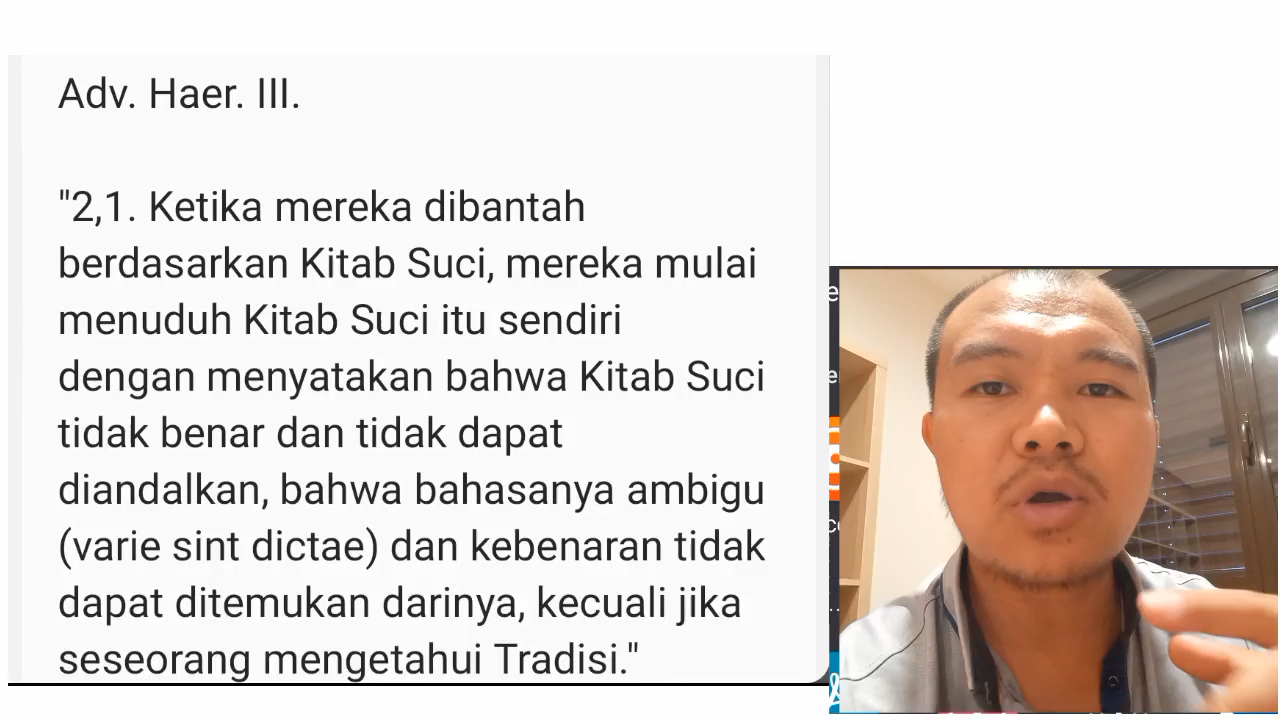 Adv. Haer. III.
"2,1. Ketika mereka dibantah
berdasarkan Kitab Suci, mereka mulai
menuduh Kitab Suci itu sendiri
dengan menyatakan bahwa Kitab Suci
tidak benar dan tidak dapat
diandalkan, bahwa bahasanya ambigu
(varie sint dictae) dan kebenaran tidak
dapat ditemukan darinya, kecuali jika
seseorang mengetahui Tradisi."